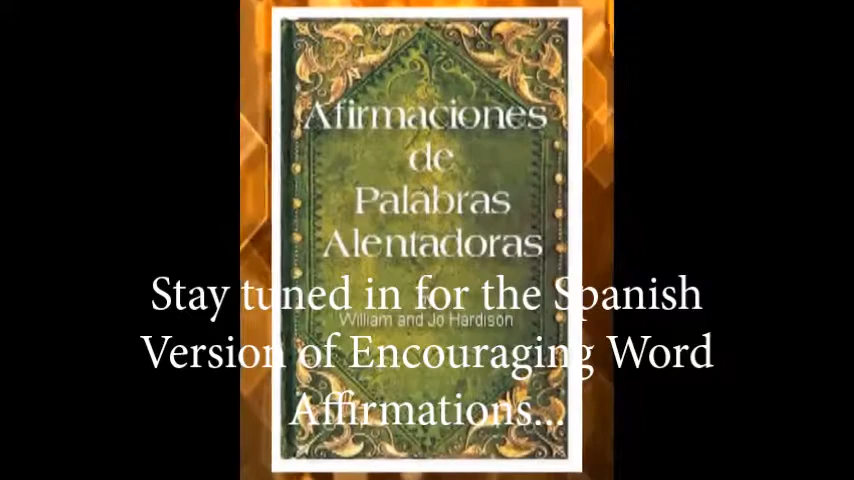 Afirmaciones
de
Palabras
Alentadoras
William and Jo Hardison
Stay tuned in for the Spanish
Version of Encouraging Word
Affirmations...